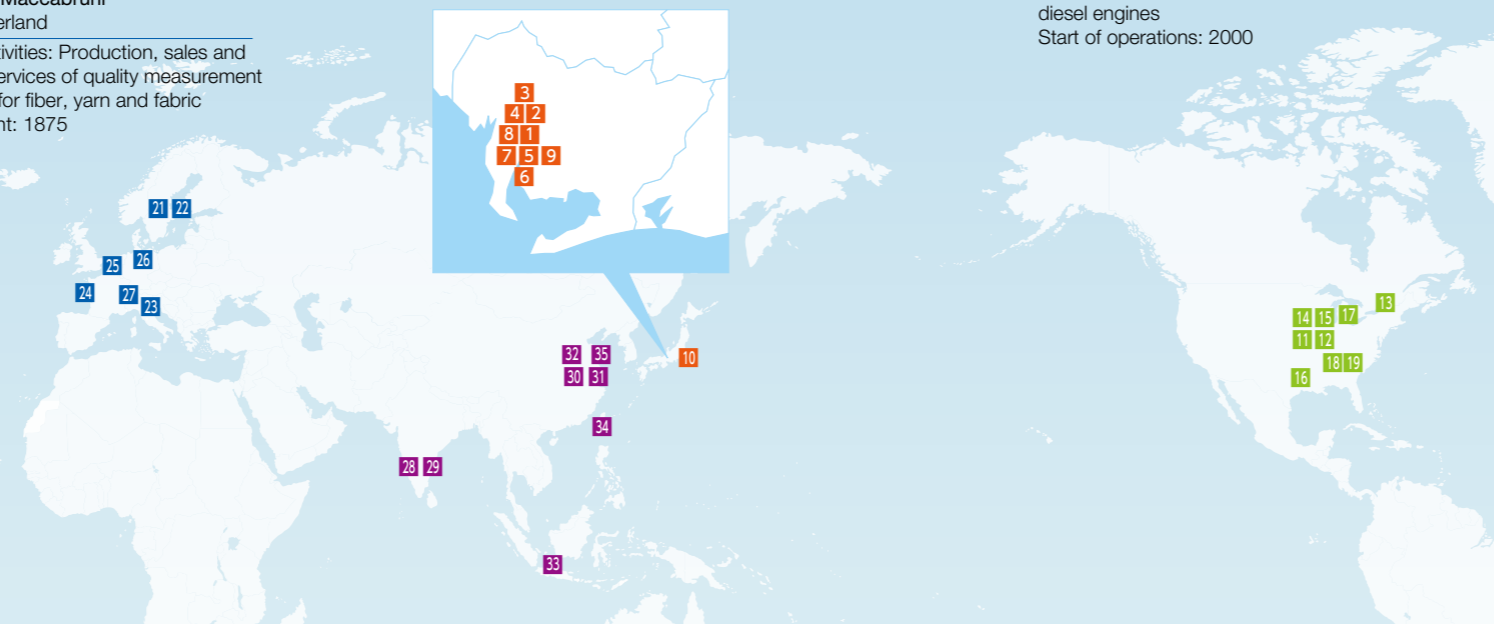 Maccabruni
erland
tivities: Production, sales and
ervices of quality measurement
for fiber, yarn and fabric
nt: 1875
diesel engines
Start of operations: 2000
3
4 2
8 1
7 5 9
6
21 22
25 26
24 27
23
32 35
30 31
10
34
28 29
33
13
14 15 17
11 12
18 19
16